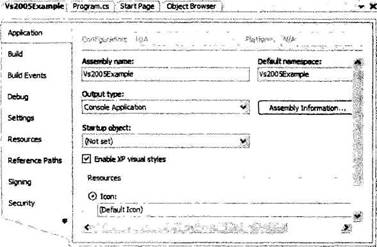 Vs2005Example Program.cs Start Page Object Browser
Application
Build
Build Events
Debug
Settings
Resources
Reference Paths
Signing
Security
Configuration: N/A Platform: N/A
Assembly name: Default namespace:
Vs2005Example Vs2005Example
Output type:
Console Application Assembly Information...
Startup object:
(Not set)
Enable XP visual styles
Resources
Icon:
(Default Icon)